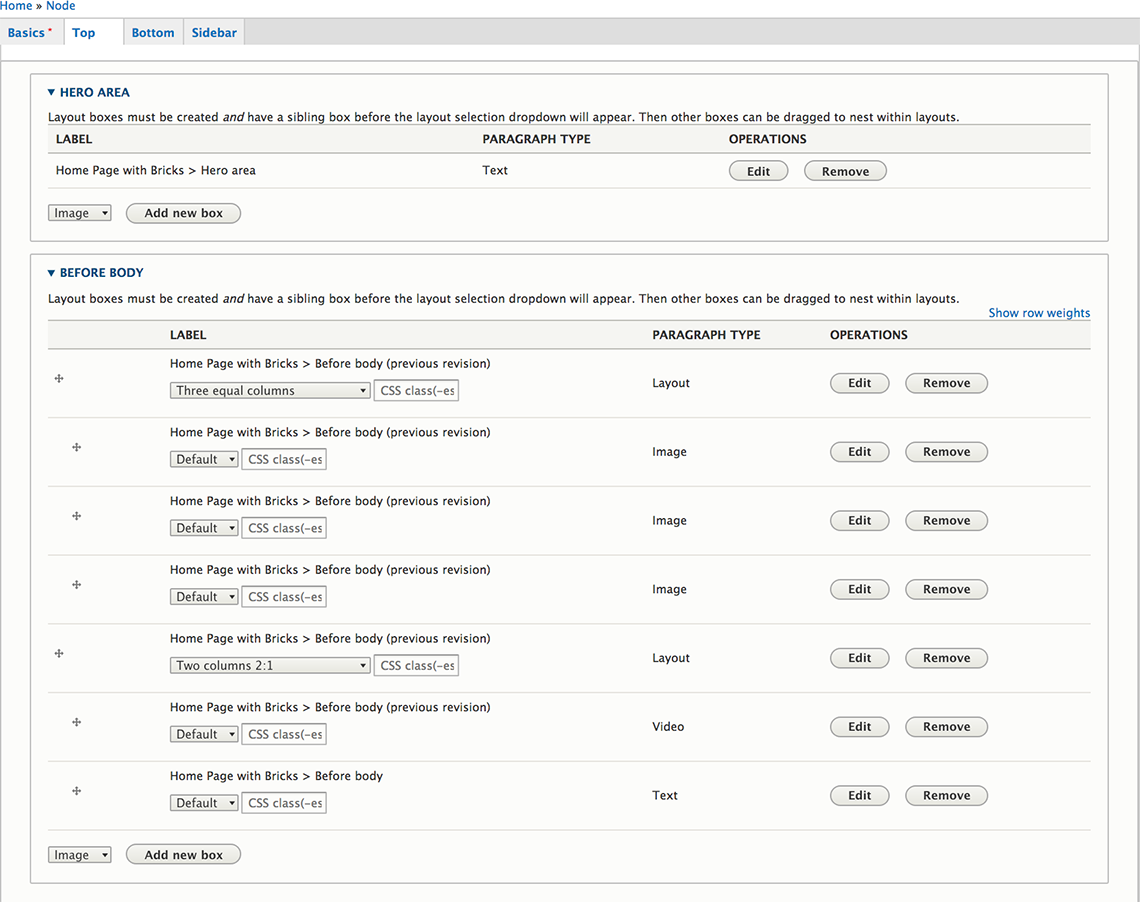 Home » Node
Basics * Top Bottom Sidebar
HERO AREA
Layout boxes must be created and have a sibling box before the layout selection dropdown will appear. Then other boxes can be dragged to nest within layouts.
LABEL PARAGRAPH TYPE OPERATIONS
Home Page with Bricks > Hero area Text Edit Remove
Image Add new box
BEFORE BODY
Layout boxes must be created and have a sibling box before the layout selection dropdown will appear. Then other boxes can be dragged to nest within layouts.
Show row weights
LABEL PARAGRAPH TYPE OPERATIONS
Home Page with Bricks > Before body (previous revision)
Layout Edit Remove
Three equal columns CSS class(-es
Home Page with Bricks > Before body (previous revision)
Image Edit Remove
Default CSS class(-es
Home Page with Bricks > Before body (previous revision)
Image Edit Remove
Default CSS class(-es
Home Page with Bricks > Before body (previous revision)
Image Edit Remove
Default CSS class(-es
Home Page with Bricks > Before body (previous revision)
Layout Edit Remove
Two columns 2:1 CSS class(-es
Home Page with Bricks > Before body (previous revision)
Video Edit Remove
Default CSS class(-es
Home Page with Bricks > Before body
Text Edit Remove
Default CSS class(-es
Image Add new box